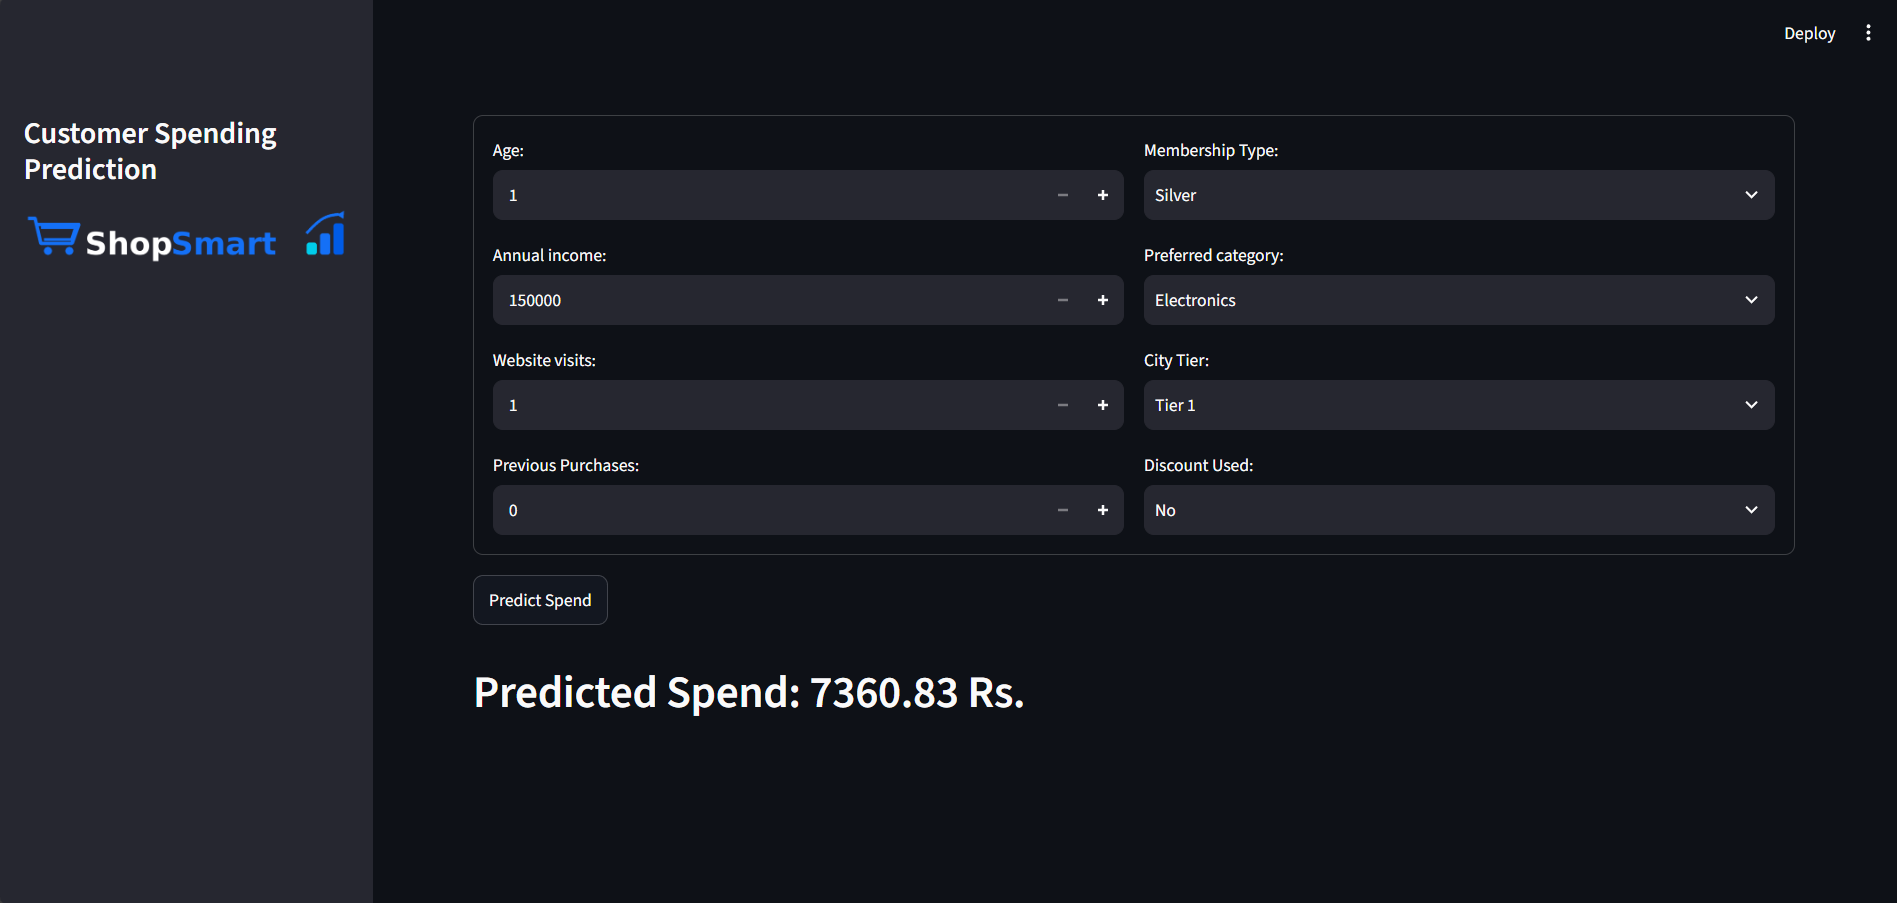 Deploy
Customer Spending
Prediction
ShopSmart
Age:
1
Membership Type:
Silver
Annual income:
150000
Preferred category:
Electronics
Website visits:
1
City Tier:
Tier 1
Previous Purchases:
0
Discount Used:
No
Predict Spend
Predicted Spend: 7360.83 Rs.